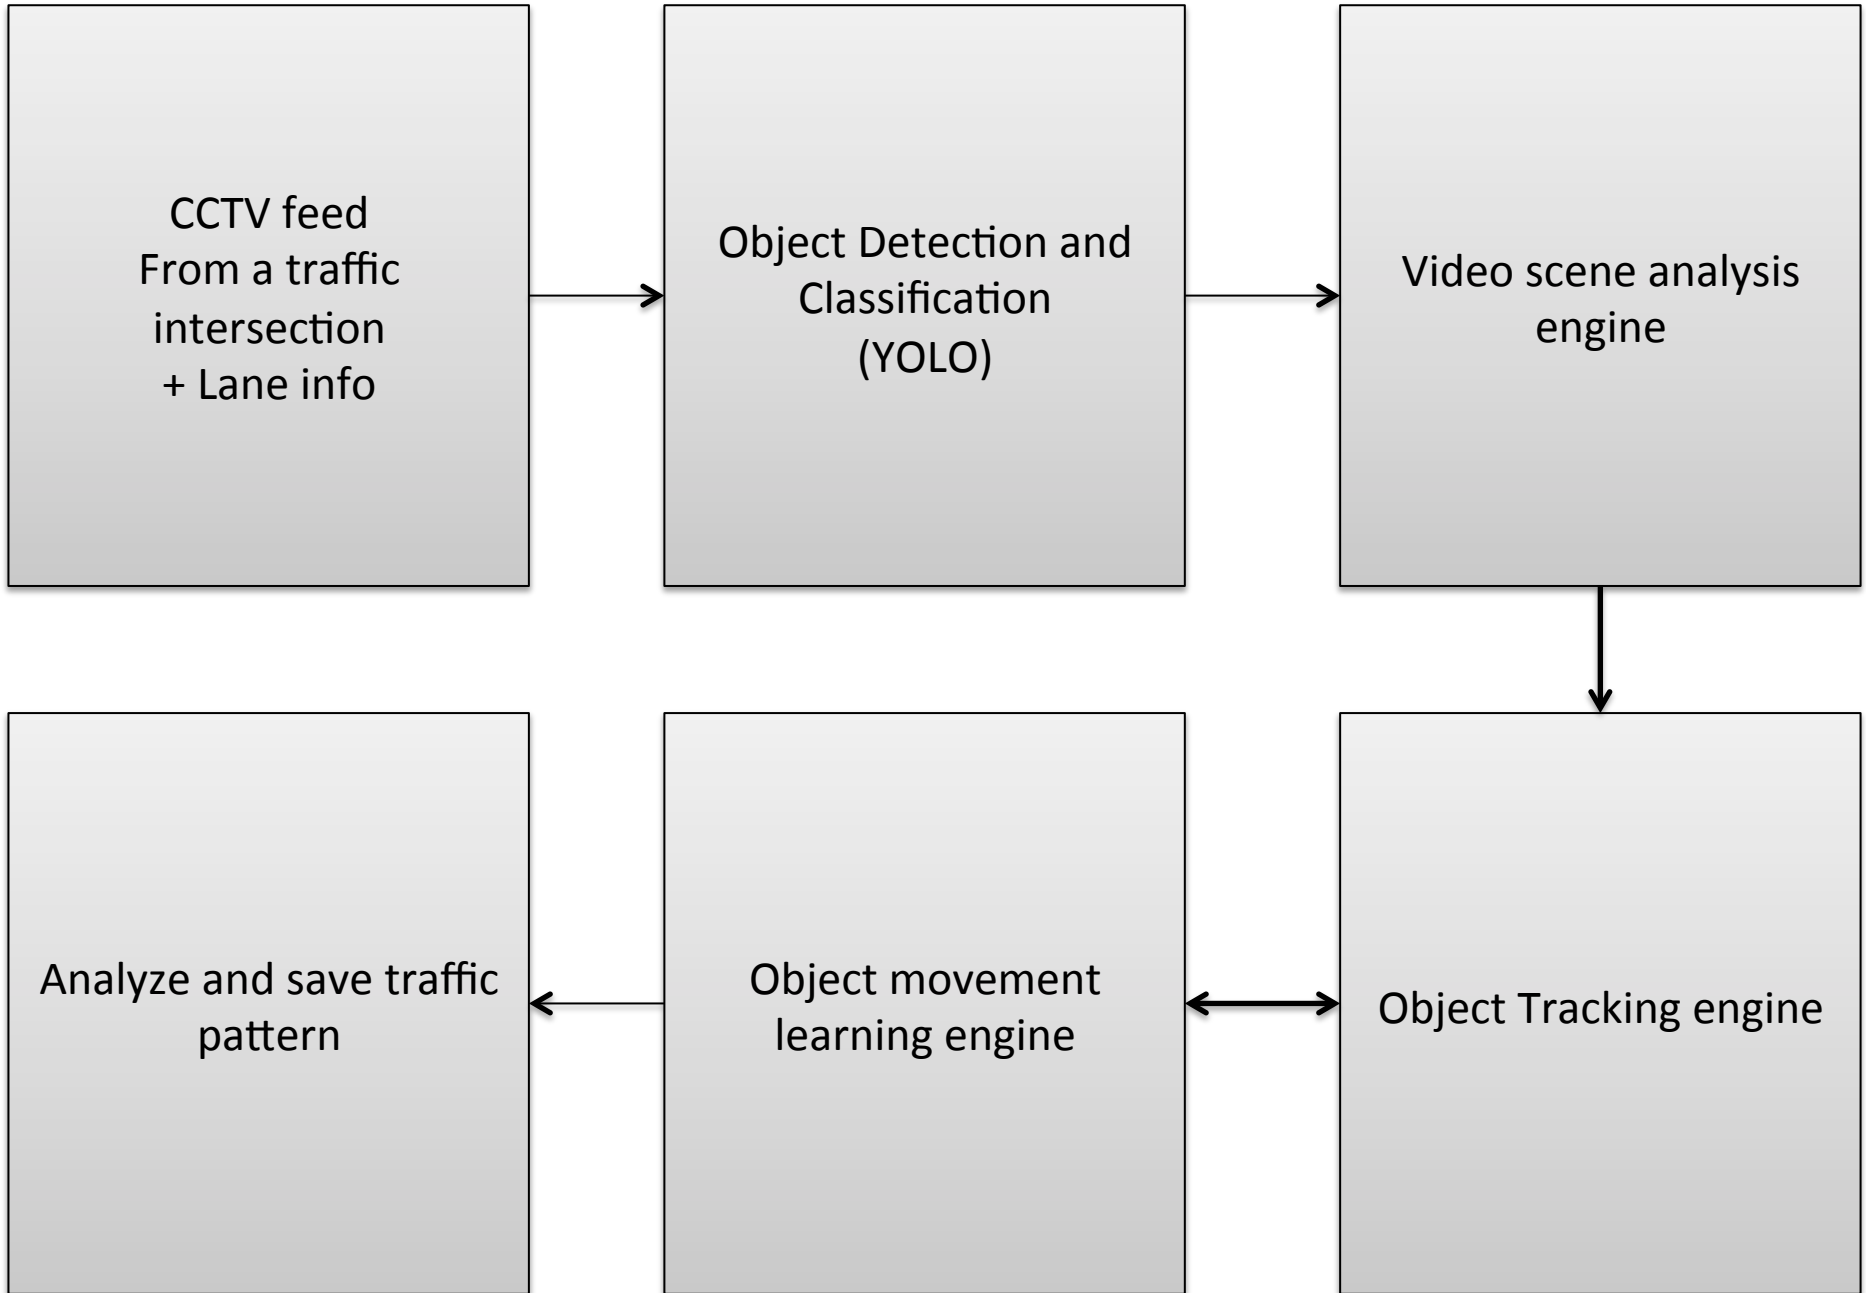 CCTV feed
From a traffic
intersection
+ Lane info
Object Detection and
Classification
(YOLO)
Video scene analysis
engine
Analyze and save traffic
pattern
Object movement
learning engine
Object Tracking engine